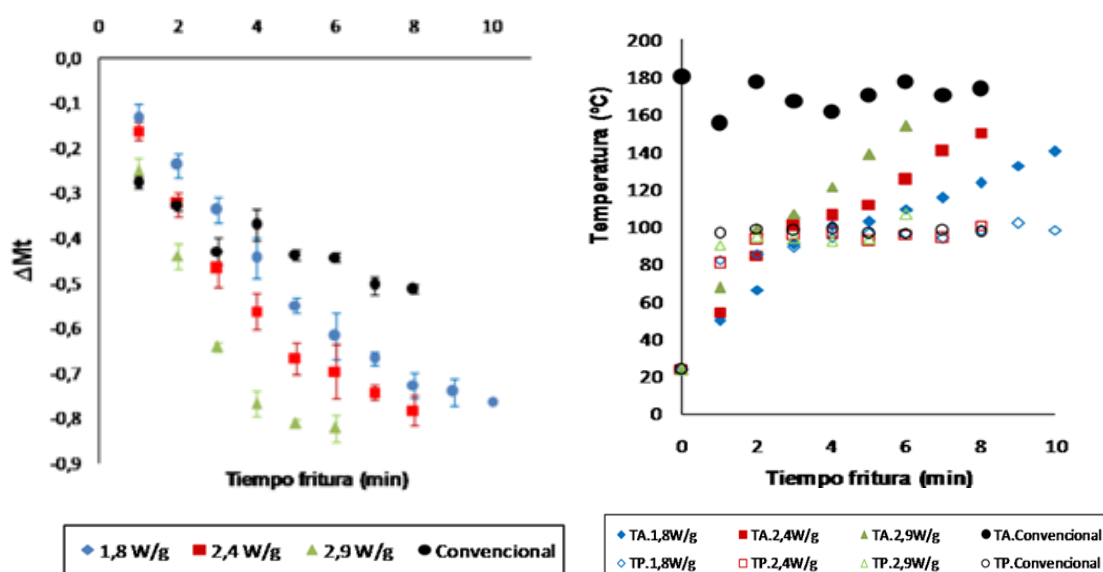 0 2 4 6 8 10
0,0
-0,1
-0,2
-0,3
-0,4
-0,5
-0,6
-0,7
-0,8
-0,9
ΔMt
Tiempo fritura (min)
1,8 W/g 2,4 W/g 2,9 W/g Convencional
200
180
160
140
120
100
80
60
40
20
0
Temperatura (ºC)
0 2 4 6 8 10
Tiempo fritura (min)
TA.1,8W/g TA.2,4W/g TA.2,9W/g TA.Convencional
TP.1,8W/g TP.2,4W/g TP.2,9W/g TP.Convencional